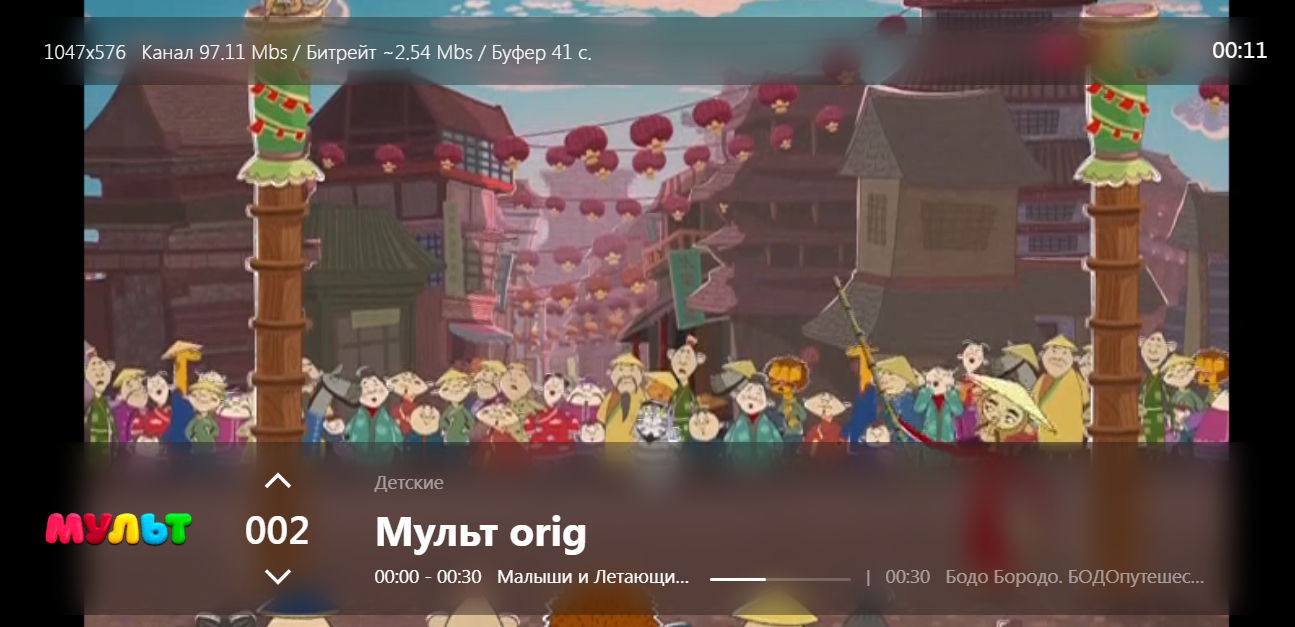 1047x576 Канал 97.11 Mbs / Битрейт ~2.54 Mbs / Буфер 41 с. 00:11
Детские
МУЛЬТ 002 Мульт orig
00:00 - 00:30 Малыши и Летающи... | 00:30 Бодо Бородо. БОДОпутешес...